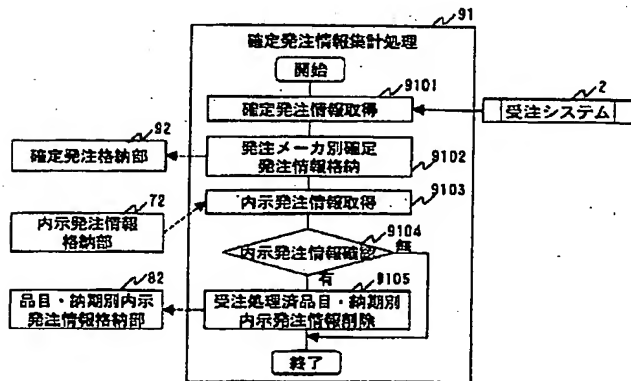 91
確定発注情報集計処理
開始
9101
2
確定発注情報取得
受注システム
92
確定発注格納部
発注メーカ別確定
発注情報格納
9102
9103
内示発注情報取得
72
内示発注情報
格納部
9104
内示発注情報確認
無
有
9105
82
品目・納期別内示
発注情報格納部
受注処理済品目・納期別
内示発注情報削除
終了